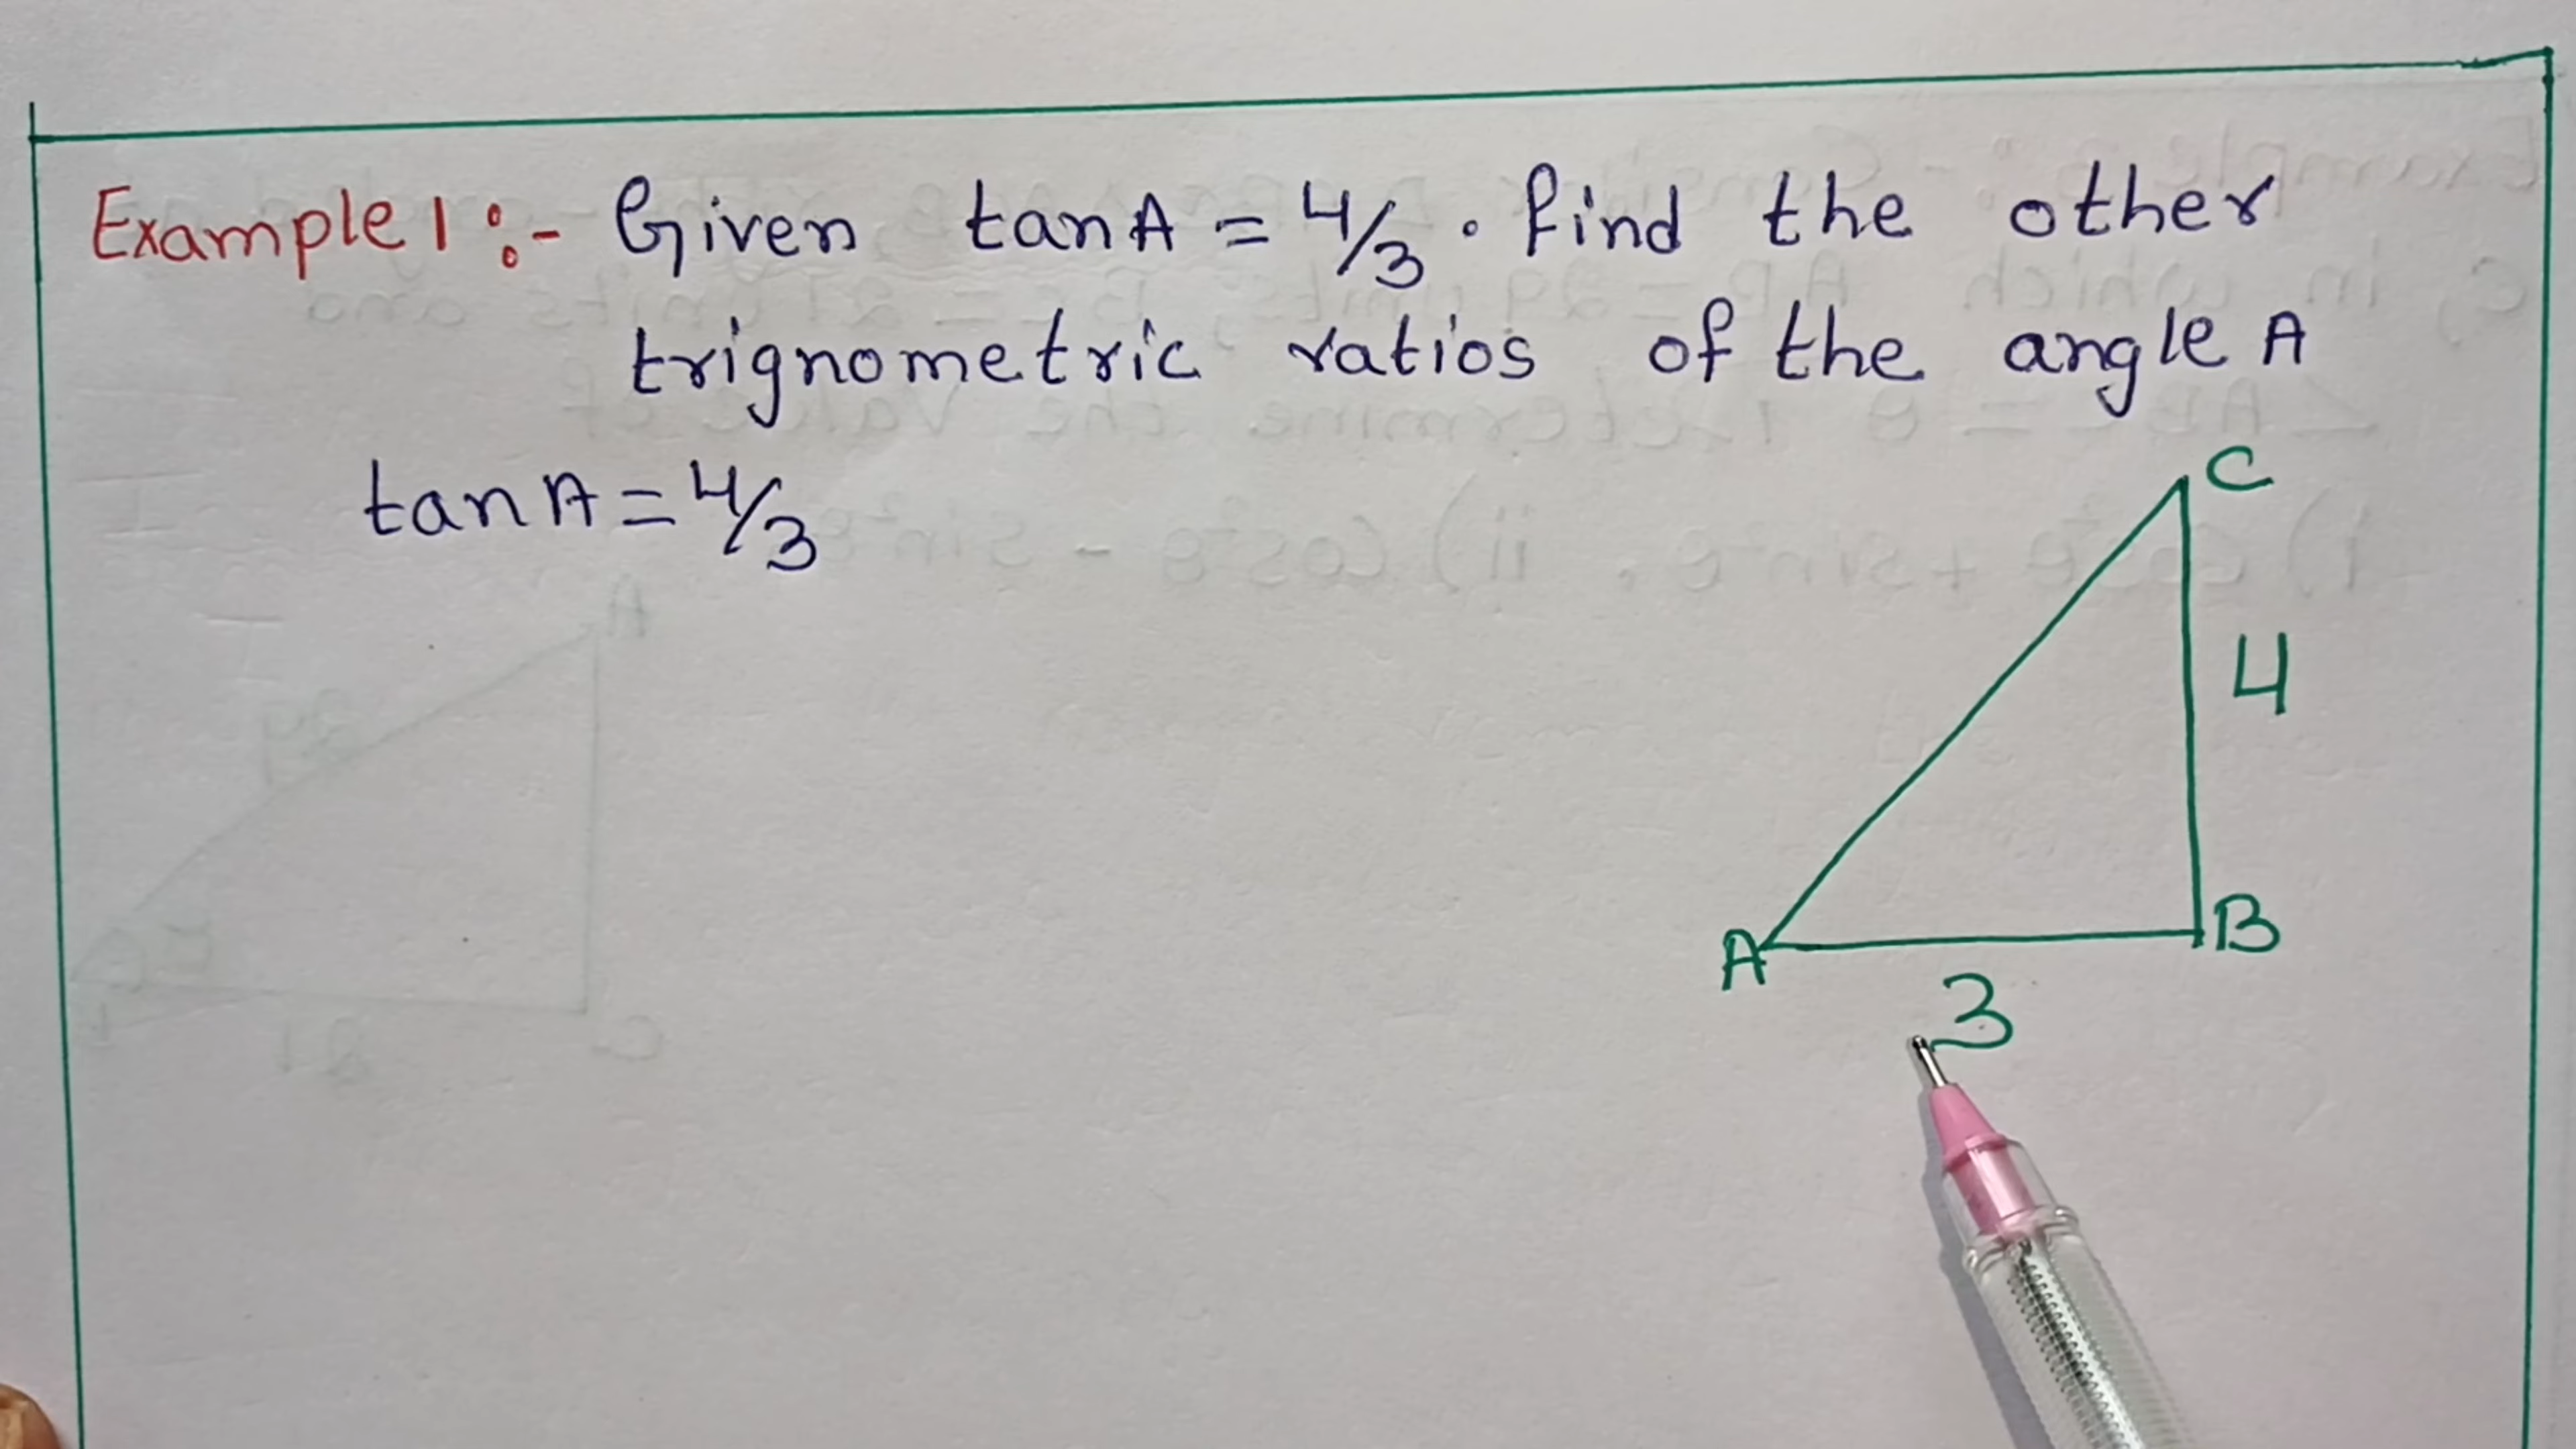 Example 1 :- Given tan A = 4/3 . find the other
trignometric ratios of the angle A
tan A = 4/3
C
4
A B
3